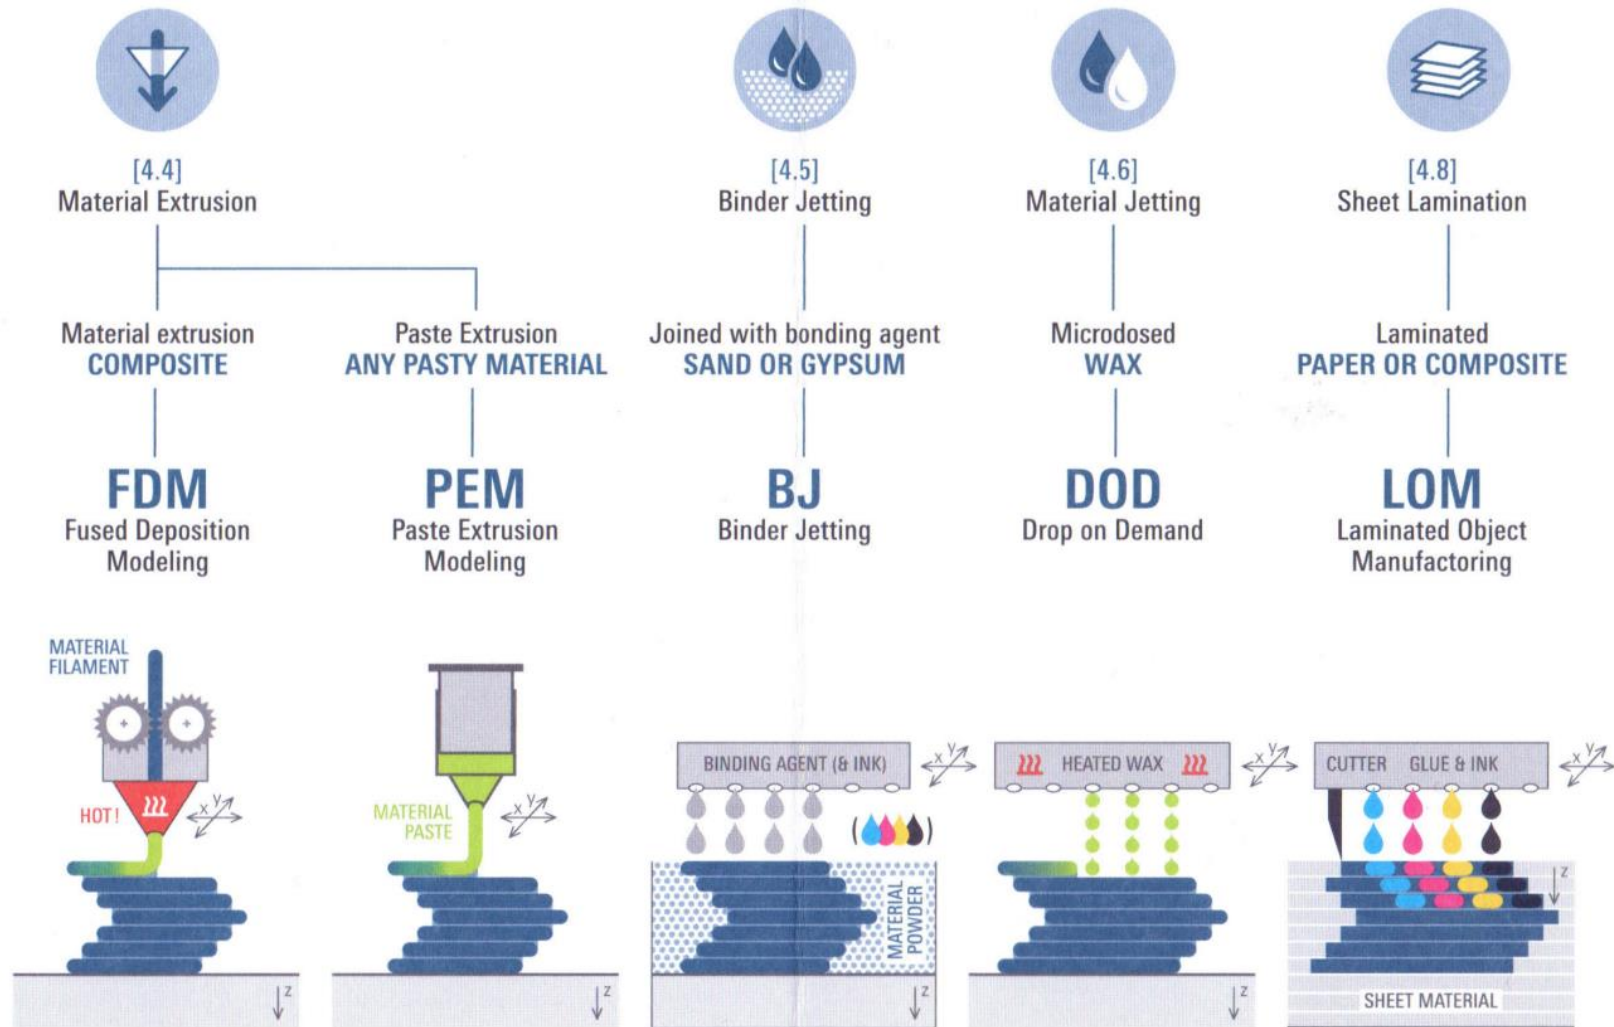 [4.4]
Material Extrusion
[4.5]
Binder Jetting
[4.6]
Material Jetting
[4.8]
Sheet Lamination
Material extrusion
COMPOSITE
Paste Extrusion
ANY PASTY MATERIAL
Joined with bonding agent
SAND OR GYPSUM
Microdosed
WAX
Laminated
PAPER OR COMPOSITE
FDM
Fused Deposition
Modeling
PEM
Paste Extrusion
Modeling
BJ
Binder Jetting
DOD
Drop on Demand
LOM
Laminated Object
Manufactoring
MATERIAL
FILAMENT
HOT!
x y
z
MATERIAL
PASTE
x y
z
BINDING AGENT (& INK)
x y
MATERIAL
POWDER
z
HEATED WAX
x y
z
CUTTER GLUE & INK
x y
z
SHEET MATERIAL